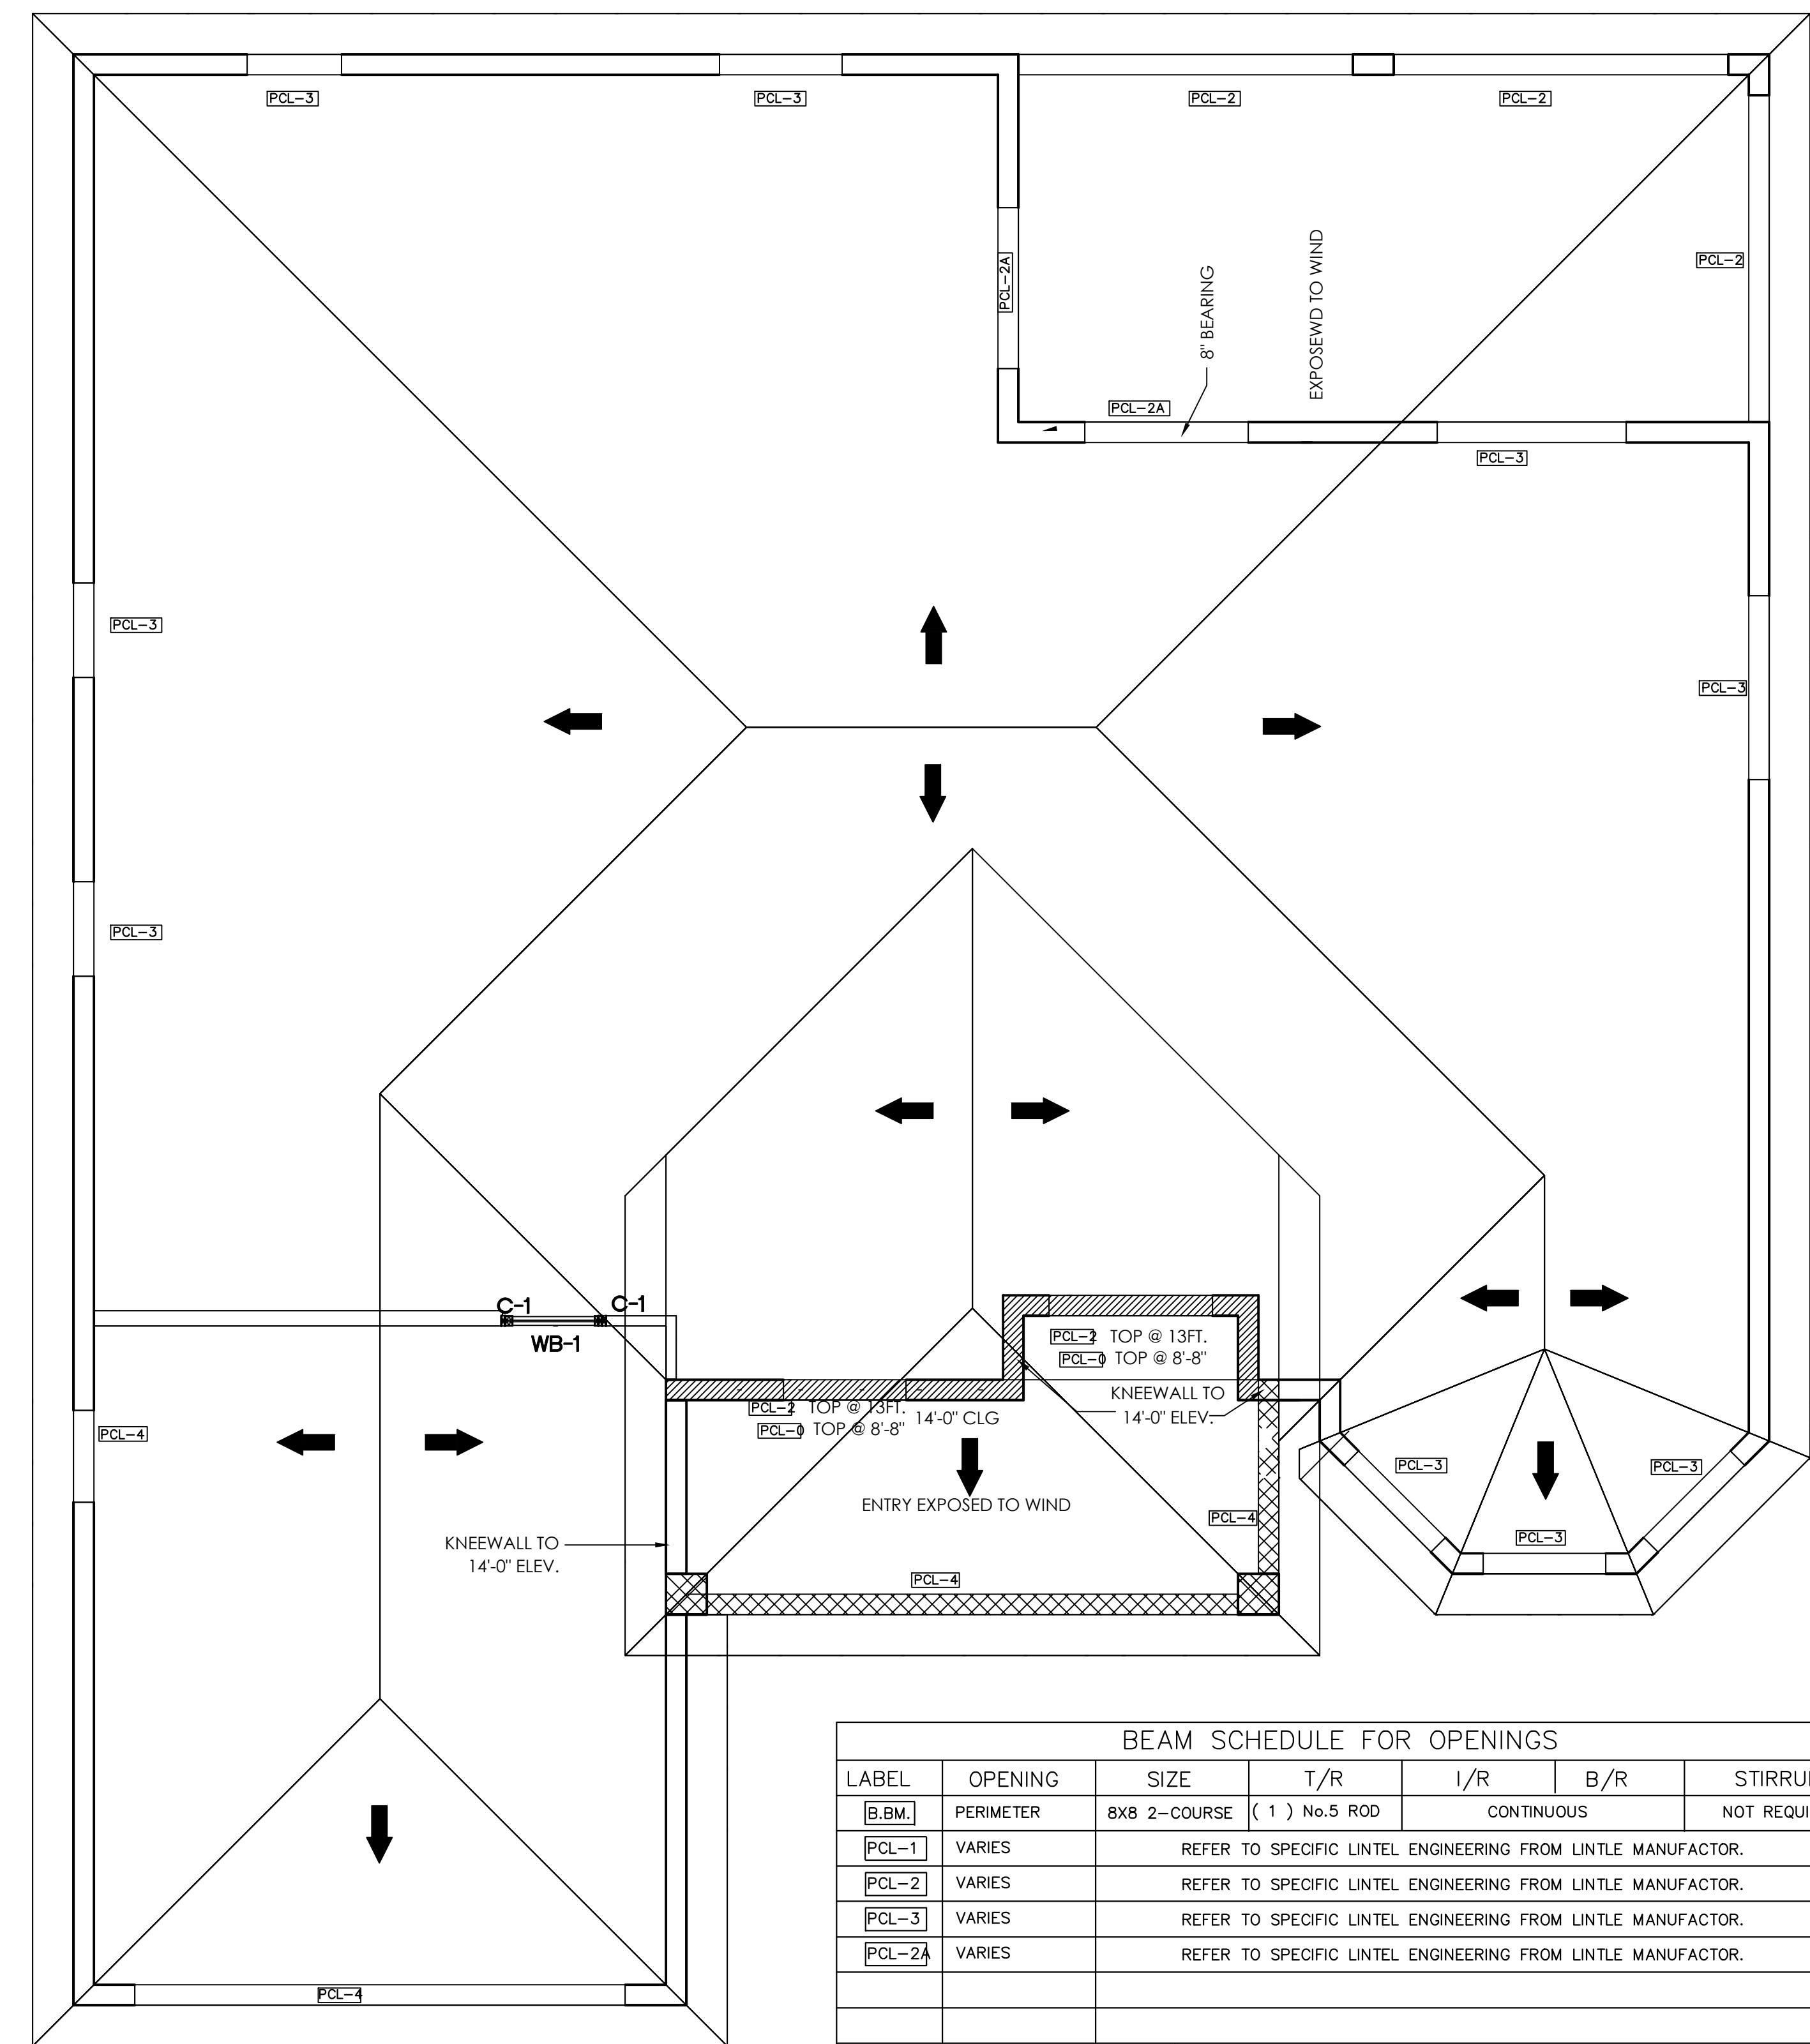 PCL-3
PCL-3
PCL-2
PCL-2
PCL-2A
8" BEARING
EXPOSEWD TO WIND
PCL-2
PCL-2A
PCL-3
PCL-3
PCL-3
PCL-3
C-1
C-1
WB-1
PCL-2 TOP @ 13FT.
PCL-0 TOP @ 8'-8"
KNEEWALL TO
14'-0" ELEV.
PCL-2 TOP @ 13FT.
PCL-0 TOP @ 8'-8"
14'-0" CLG
PCL-4
PCL-3
PCL-3
ENTRY EXPOSED TO WIND
PCL-4
PCL-3
KNEEWALL TO
14'-0" ELEV.
PCL-4
PCL-4
BEAM SCHEDULE FOR OPENINGS
LABEL OPENING SIZE T/R I/R B/R STIRRU
B.BM. PERIMETER 8X8 2-COURSE ( 1 ) No.5 ROD CONTINUOUS NOT REQUI
PCL-1 VARIES REFER TO SPECIFIC LINTEL ENGINEERING FROM LINTLE MANUFACTOR.
PCL-2 VARIES REFER TO SPECIFIC LINTEL ENGINEERING FROM LINTLE MANUFACTOR.
PCL-3 VARIES REFER TO SPECIFIC LINTEL ENGINEERING FROM LINTLE MANUFACTOR.
PCL-2A VARIES REFER TO SPECIFIC LINTEL ENGINEERING FROM LINTLE MANUFACTOR.